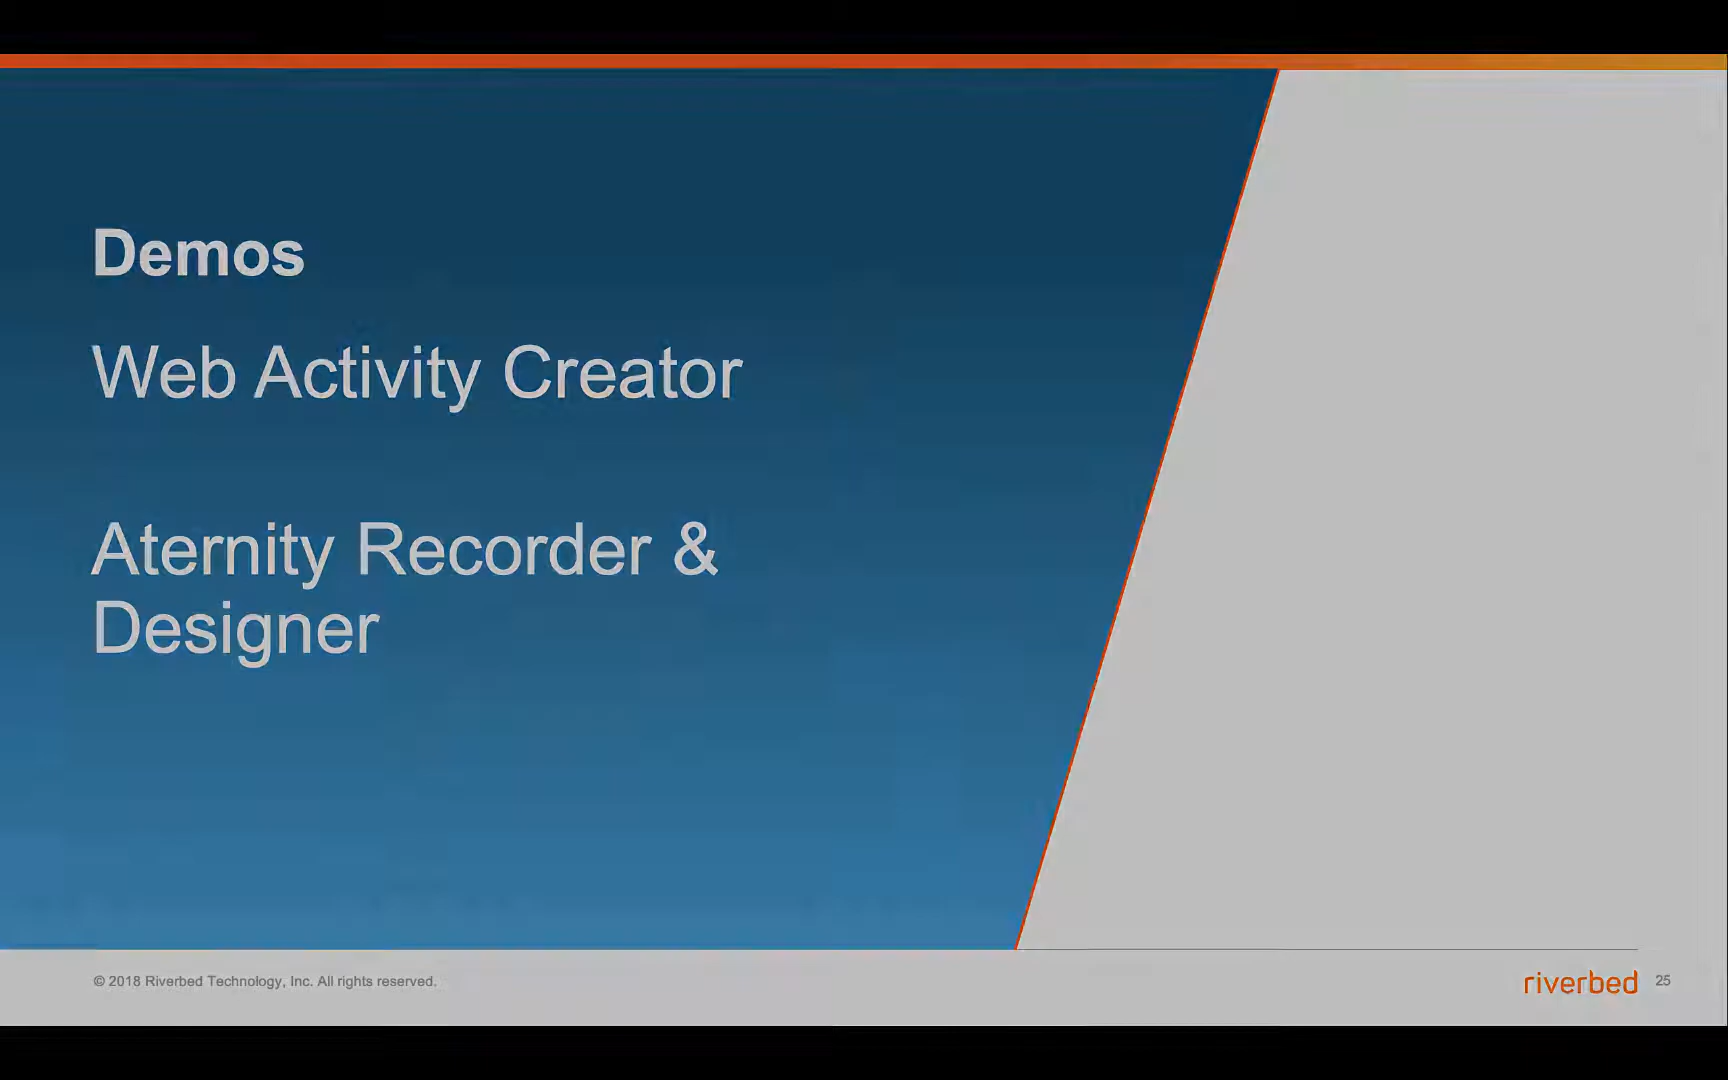 Demos
Web Activity Creator
Aternity Recorder &
Designer
© 2018 Riverbed Technology, Inc. All rights reserved.
riverbed
25